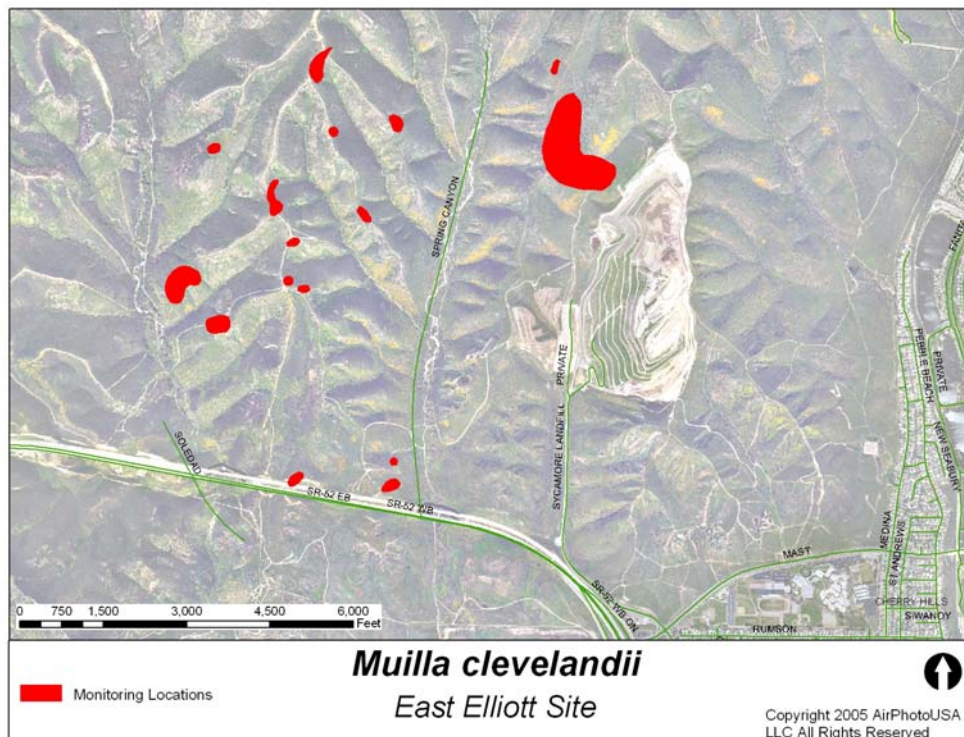 SPRING CANYON
SYCAMORE LANDFILL
PRIVATE
SOLEDAD
SR-52 EB
SR-52 WB
SR-52 WB ON
MAST
MEDINA
ST ANDREWS
PEBBLE BEACH
PRIVATE
NEW SEABURY
CHERRY HILLS
SIWANOY
RUMSON
0 750 1,500 3,000 4,500 6,000
Feet
Muilla clevelandii
East Elliott Site
Monitoring Locations
Copyright 2005 AirPhotoUSA
LLC All Rights Reserved